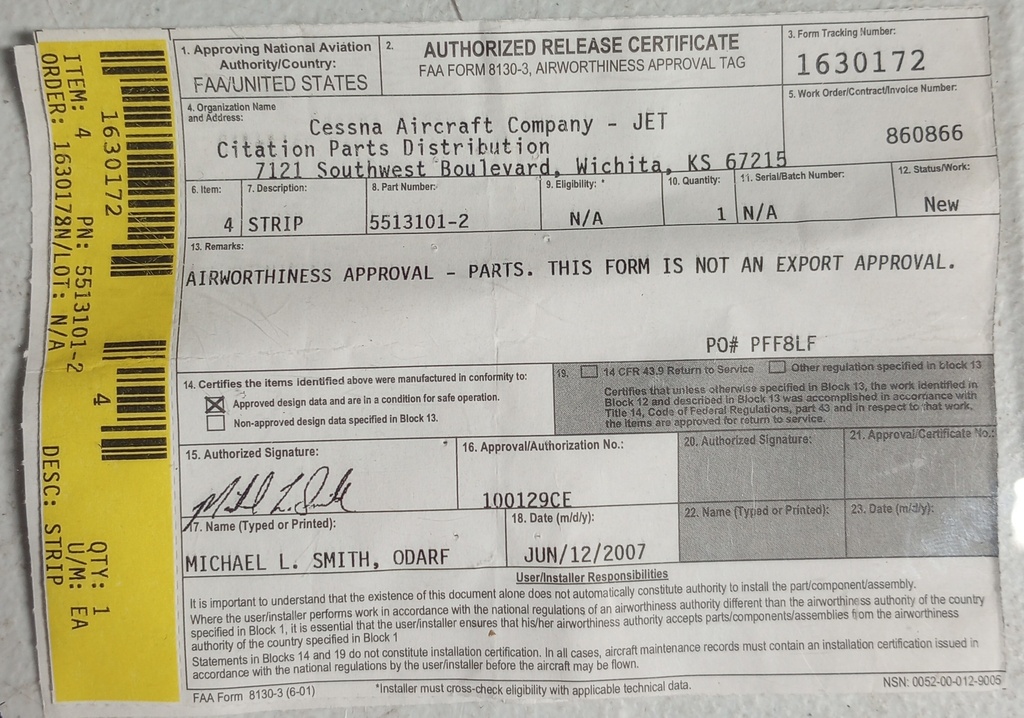 ITEM: 4 PN: 5513101-2 QTY: 1
ORDER: 1630178N/LOT: N/A DESC: STRIP U/M: EA
1630172
4
1. Approving National Aviation
Authority/Country:
FAA/UNITED STATES
2.
AUTHORIZED RELEASE CERTIFICATE
FAA FORM 8130-3, AIRWORTHINESS APPROVAL TAG
3. Form Tracking Number:
1630172
4. Organization Name
and Address:
Cessna Aircraft Company - JET
Citation Parts Distribution
7121 Southwest Boulevard, Wichita, KS 67215
5. Work Order/Contract/Invoice Number:
860866
6. Item: 7. Description: 8. Part Number: 9. Eligibility: * 10. Quantity: 11. Serial/Batch Number: 12. Status/Work:
4 STRIP 5513101-2 N/A 1 N/A New
13. Remarks:
AIRWORTHINESS APPROVAL - PARTS. THIS FORM IS NOT AN EXPORT APPROVAL.
PO# PFF8LF
14. Certifies the items identified above were manufactured in conformity to:
Approved design data and are in a condition for safe operation.
Non-approved design data specified in Block 13.
19. 14 CFR 43.9 Return to Service Other regulation specified in block 13
Certifies that unless otherwise specified in Block 13, the work identified in
Block 12 and described in Block 13 was accomplished in accordance with
Title 14, Code of Federal Regulations, part 43 and in respect to that work,
the items are approved for return to service.
15. Authorized Signature:
16. Approval/Authorization No.:
100129CE
20. Authorized Signature:
21. Approval/Certificate No.:
17. Name (Typed or Printed):
MICHAEL L. SMITH, ODARF
18. Date (m/d/y):
JUN/12/2007
22. Name (Typed or Printed):
23. Date (m/d/y):
User/Installer Responsibilities
It is important to understand that the existence of this document alone does not automatically constitute authority to install the part/component/assembly.
Where the user/installer performs work in accordance with the national regulations of an airworthiness authority different than the airworthiness authority of the country
specified in Block 1, it is essential that the user/installer ensures that his/her airworthiness authority accepts parts/components/assemblies from the airworthiness
authority of the country specified in Block 1
Statements in Blocks 14 and 19 do not constitute installation certification. In all cases, aircraft maintenance records must contain an installation certification issued in
accordance with the national regulations by the user/installer before the aircraft may be flown.
FAA Form 8130-3 (6-01)
*Installer must cross-check eligibility with applicable technical data.
NSN: 0052-00-012-9005